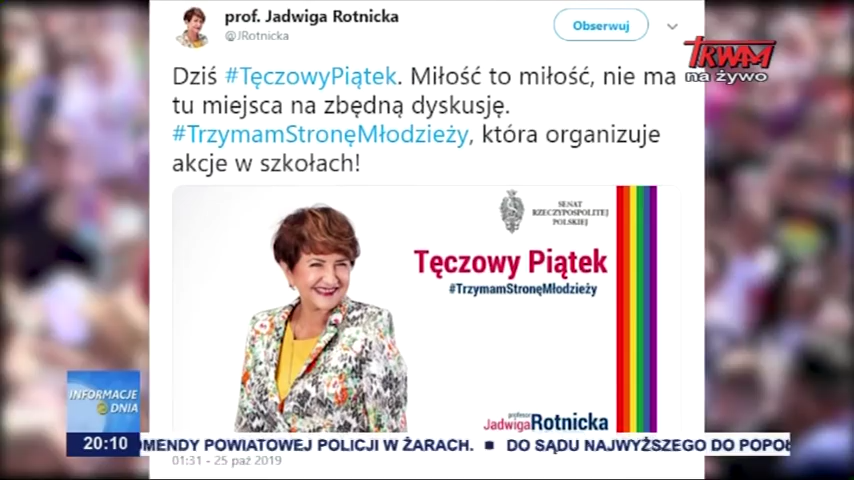 prof. Jadwiga Rotnicka
@JRotnicka
Obserwuj
TRWAM
na żywo
Dziś #TęczowyPiątek. Miłość to miłość, nie ma
tu miejsca na zbędną dyskusję.
#TrzymamStronęMłodzieży, która organizuje
akcje w szkołach!
SENAT
RZECZYPOSPOLITEJ
POLSKIEJ
Tęczowy Piątek
#TrzymamStronęMłodzieży
profesor
JadwigaRotnicka
INFORMACJE
DNIA
20:10
OMENDY POWIATOWEJ POLICJI W ŻARACH. ■ DO SĄDU NAJWYŻSZEGO DO POPOŁ
01:31 - 25 paź 2019